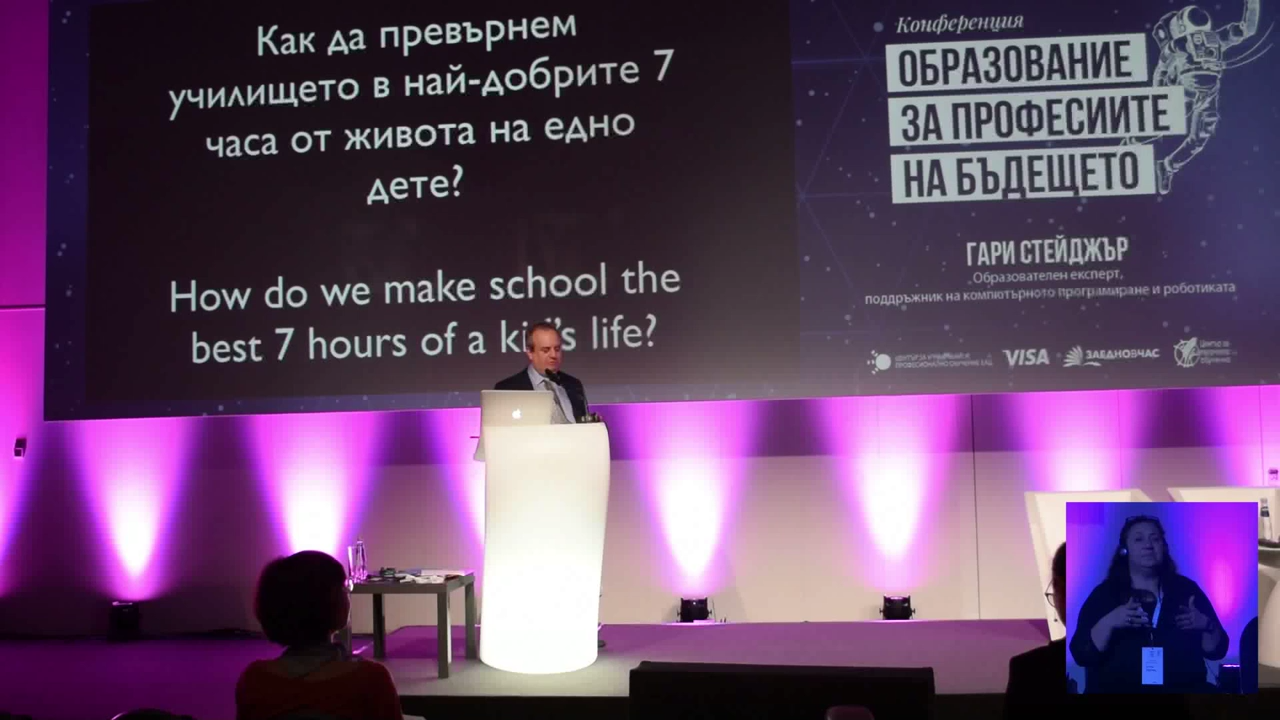 Как да превърнем
училището в най-добрите 7
часа от живота на едно
дете?
How do we make school the
best 7 hours of a kid's life?
Конференция
ОБРАЗОВАНИЕ
ЗА ПРОФЕСИИТЕ
НА БЪДЕЩЕТО
ГАРИ СТЕЙДЖЪР
Образователен експерт,
поддръжник на компютърното програмиране и роботиката
VISA
ЗАЕДНОВЧАС